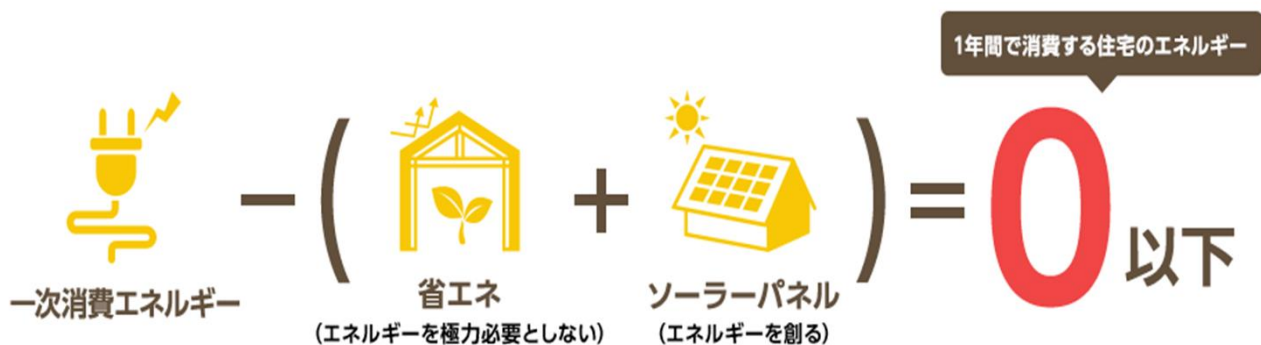 1年間で消費する住宅のエネルギー
− ( + ) = 0 以下
一次消費エネルギー
省エネ
ソーラーパネル
(エネルギーを極力必要としない)
(エネルギーを創る)